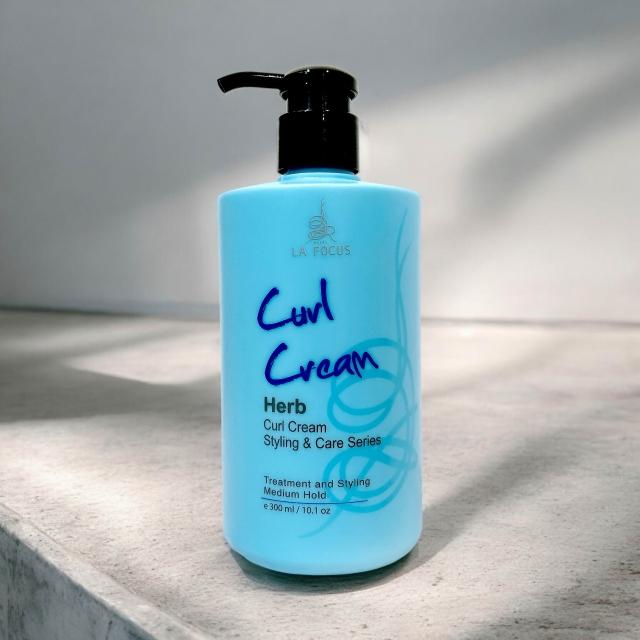 LA FOCUS
Curl
Cream
Herb
Curl Cream
Styling & Care Series
Treatment and Styling
Medium Hold
e 300 ml / 10.1 oz